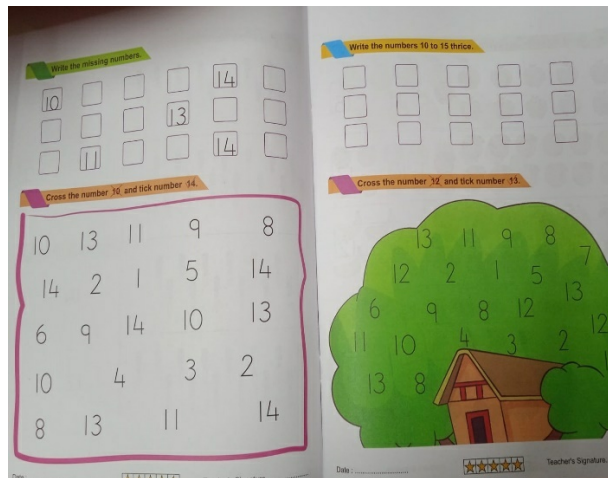 Write the missing numbers.
10 14
13
11 14
Cross the number 10 and tick number 14.
10 13 11 9 8
14 2 1 5 14
6 9 14 10 13
10 4 3 2
8 13 11 14
Write the numbers 10 to 15 thrice.
Cross the number 12 and tick number 13.
13 11 9 8 7
12 2 1 5 13
6 9 8 12 12
11 10 4 3 2
13 8
Date : ....................
Teacher's Signature